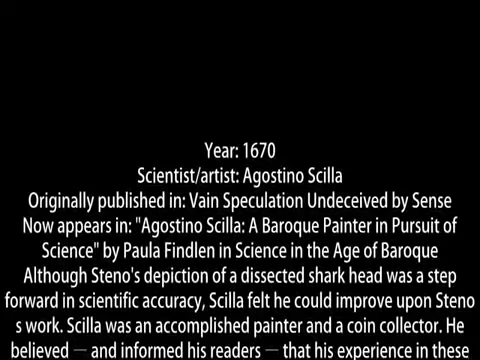 Year: 1670
Scientist/artist: Agostino Scilla
Originally published in: Vain Speculation Undeceived by Sense
Now appears in: "Agostino Scilla: A Baroque Painter in Pursuit of
Science" by Paula Findlen in Science in the Age of Baroque
Although Steno's depiction of a dissected shark head was a step
forward in scientific accuracy, Scilla felt he could improve upon Steno
s work. Scilla was an accomplished painter and a coin collector. He
believed — and informed his readers — that his experience in these